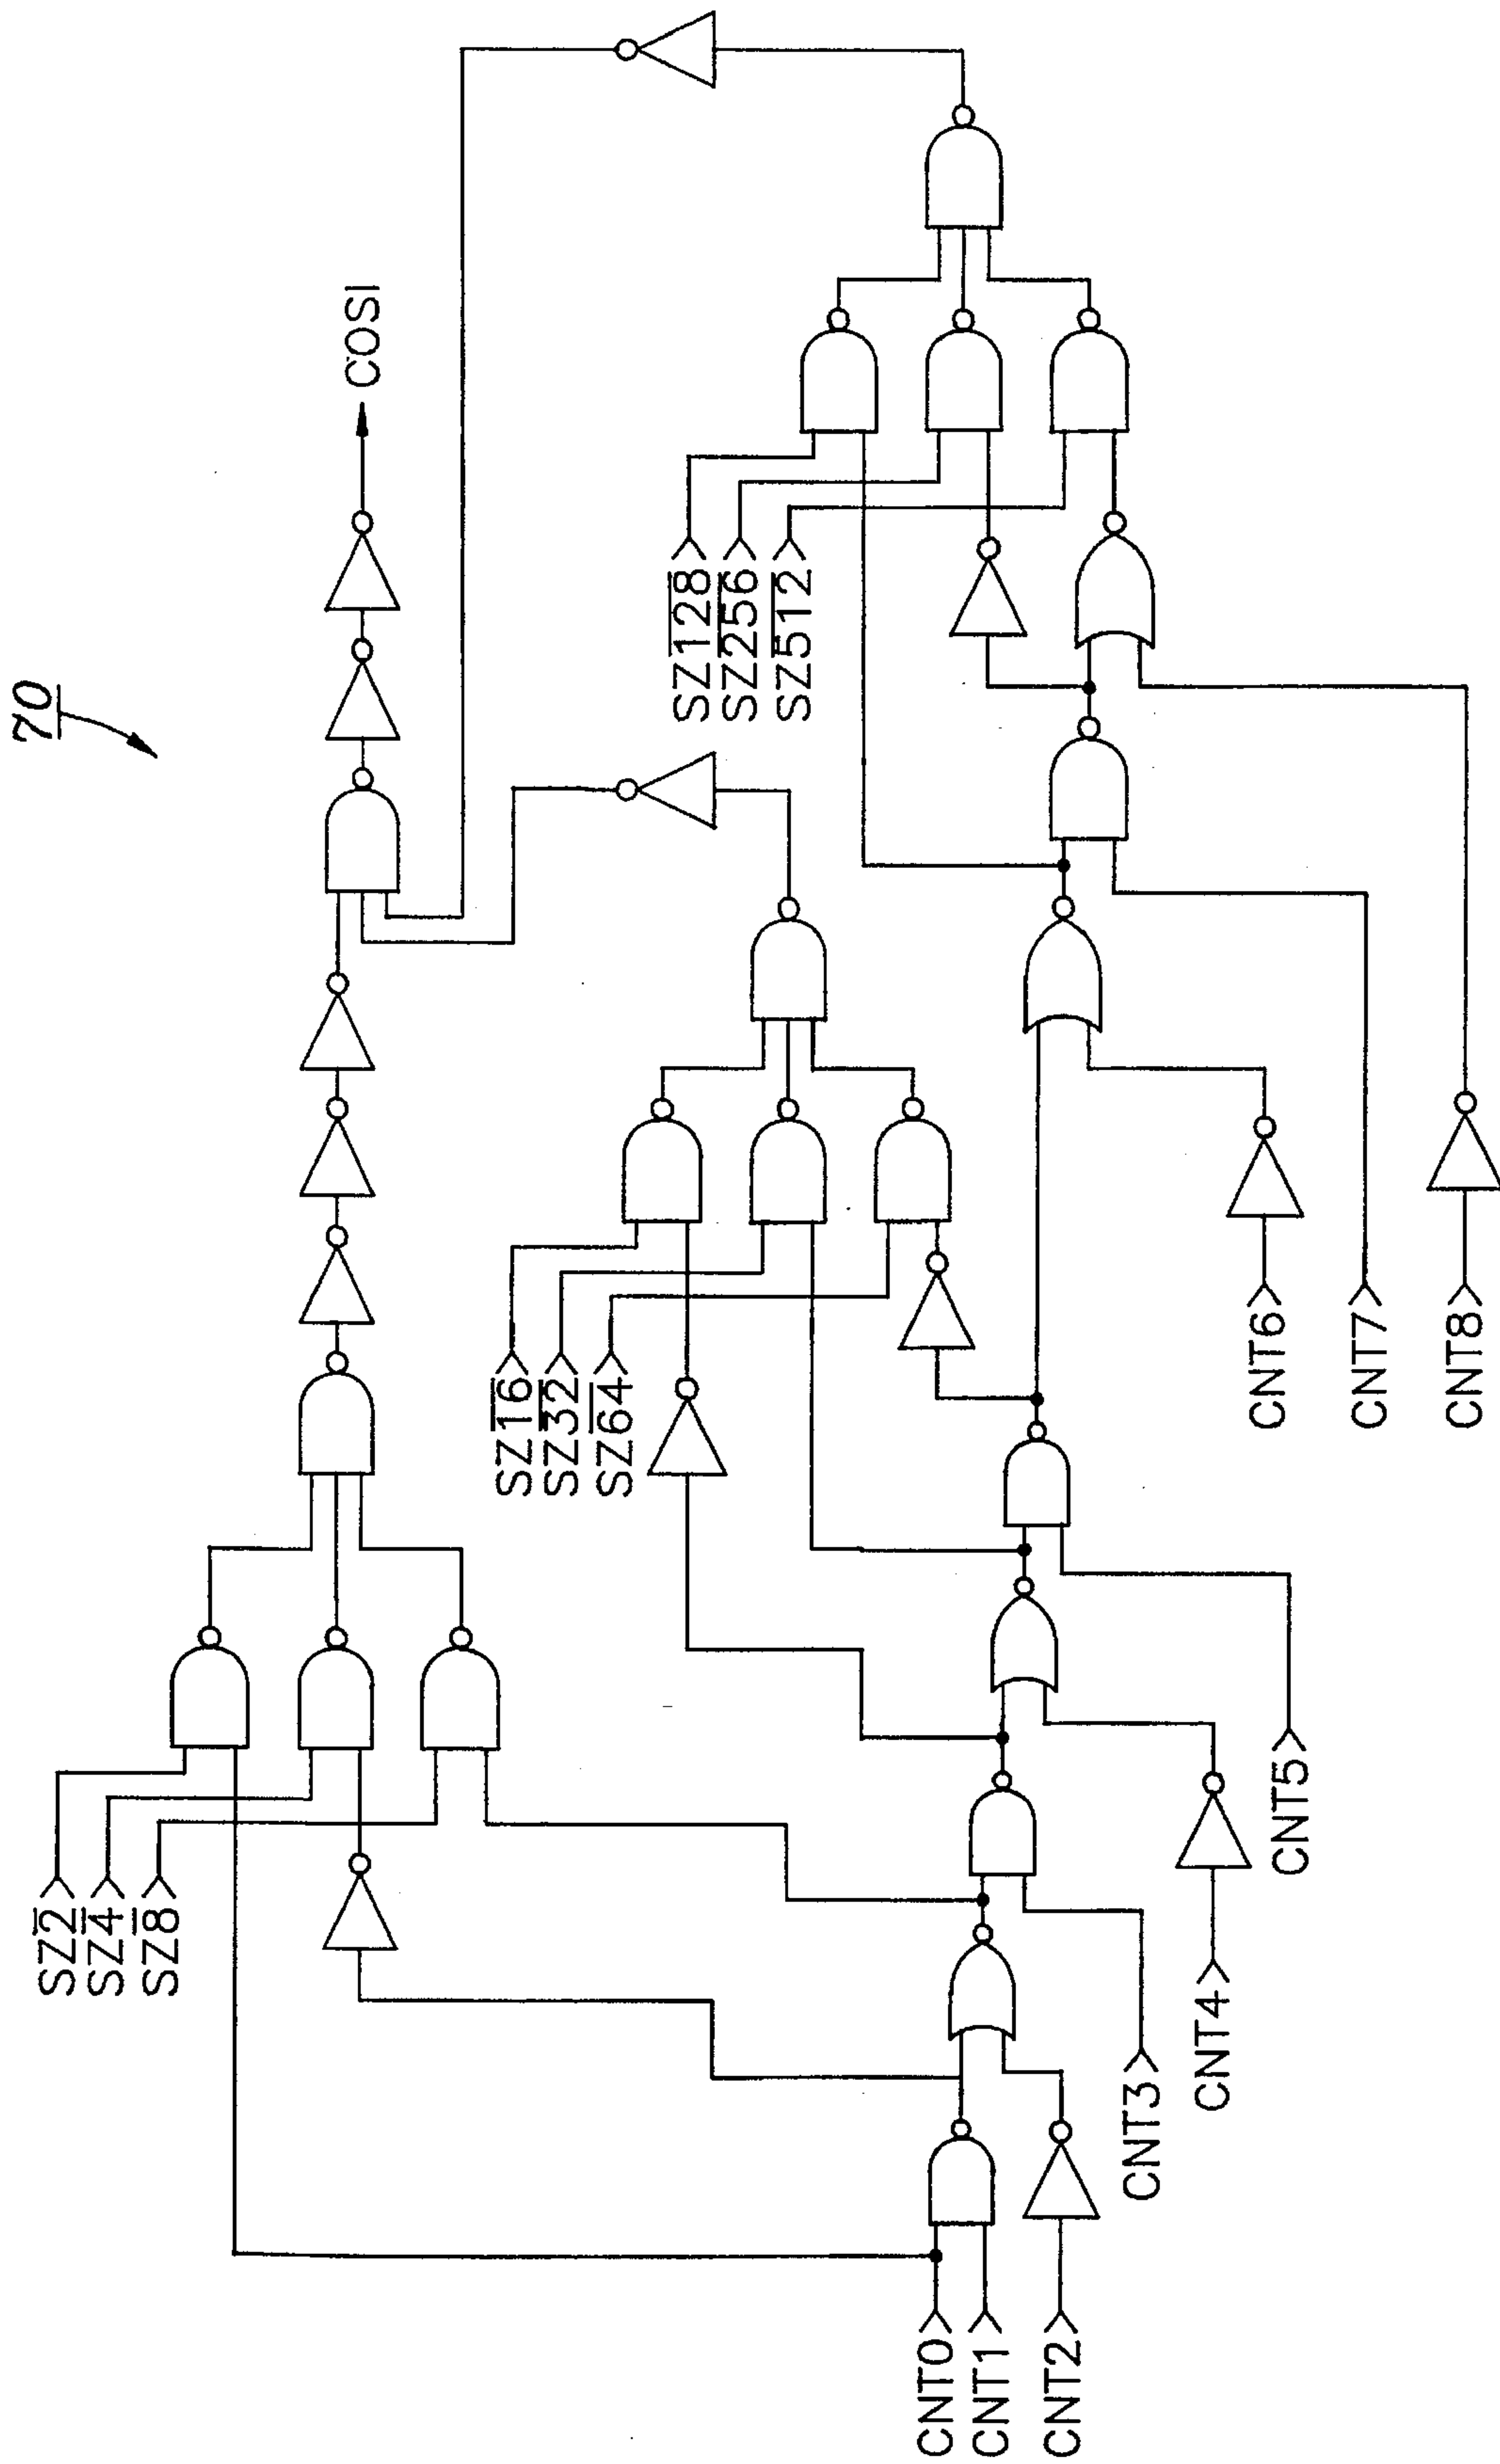 70
SZ2
SZ4
SZ8
COSI
SZ16
SZ32
SZ64
SZ128
SZ256
SZ512
CNT0
CNT1
CNT2
CNT3
CNT4
CNT5
CNT6
CNT7
CNT8